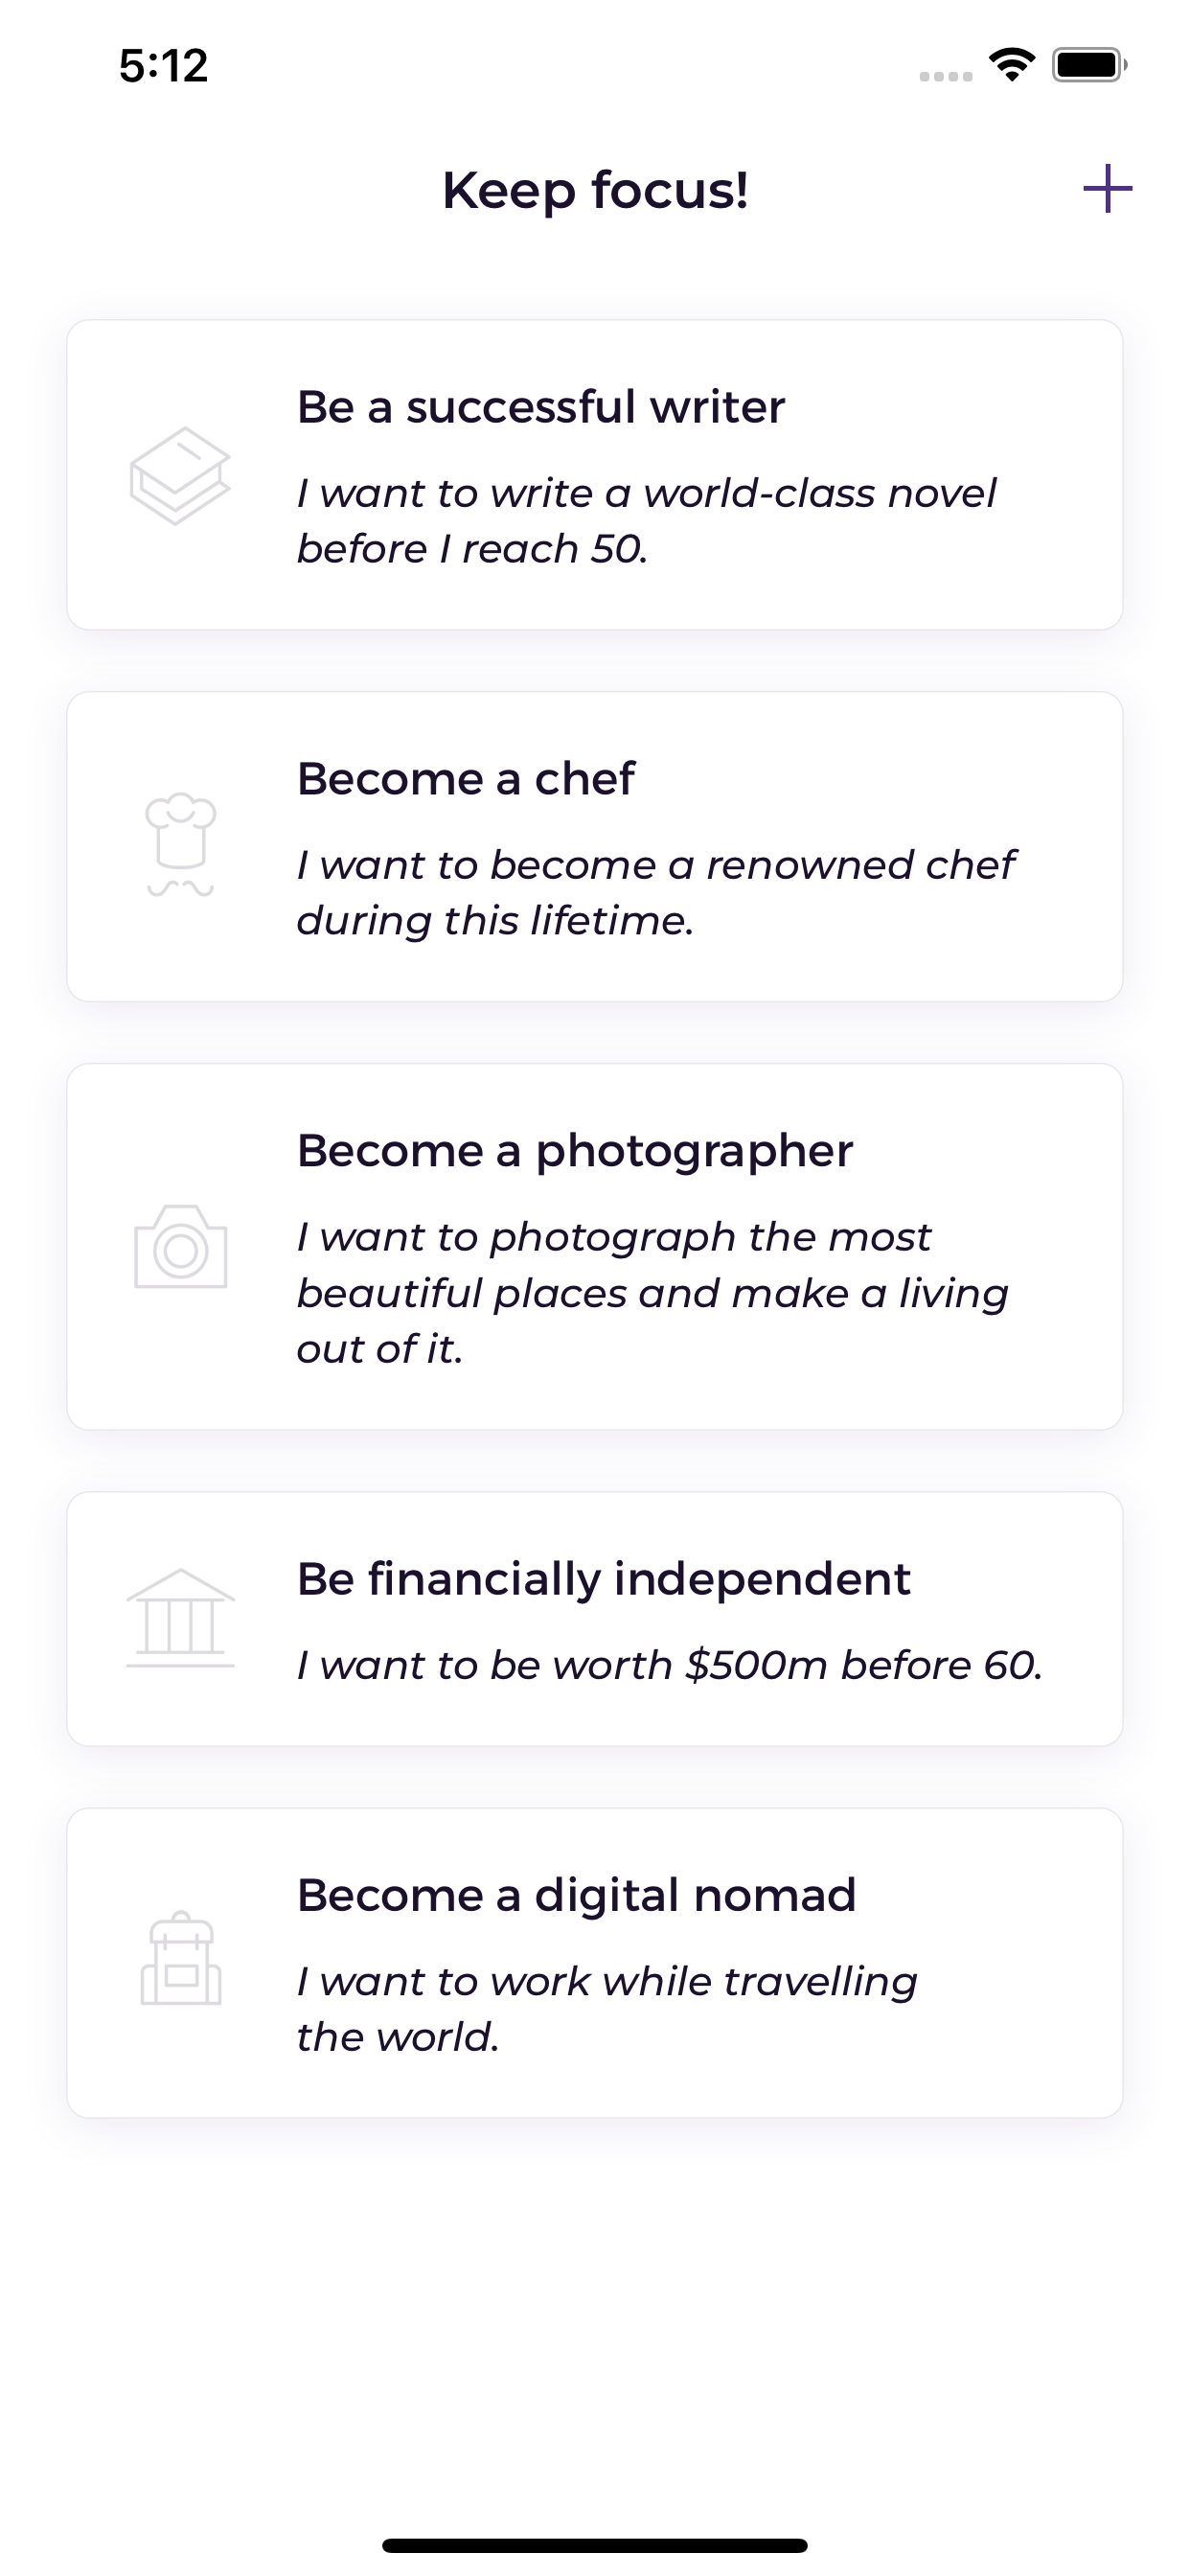 5:12
Keep focus!
Be a successful writer
I want to write a world-class novel
before I reach 50.
Become a chef
I want to become a renowned chef
during this lifetime.
Become a photographer
I want to photograph the most
beautiful places and make a living
out of it.
Be financially independent
I want to be worth $500m before 60.
Become a digital nomad
I want to work while travelling
the world.